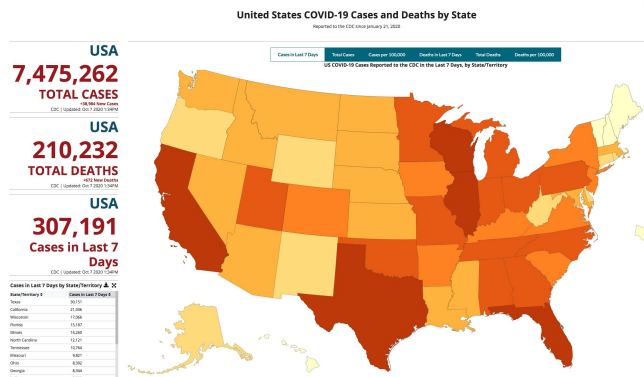 United States COVID-19 Cases and Deaths by State
Reported to the CDC since January 21, 2020
USA
7,475,262
TOTAL CASES
+38,904 New Cases
CDC | Updated: Oct 7 2020 1:34PM
USA
210,232
TOTAL DEATHS
+672 New Deaths
CDC | Updated: Oct 7 2020 1:34PM
USA
307,191
Cases in Last 7
Days
CDC | Updated: Oct 7 2020 1:34PM
Cases in Last 7 Days by State/Territory
State/Territory Cases in Last 7 Days
Texas 30,151
California 21,936
Wisconsin 17,066
Florida 15,187
Illinois 14,260
North Carolina 12,121
Tennessee 10,764
Missouri 9,821
Ohio 8,392
Georgia 8,344
Cases in Last 7 Days Total Cases Cases per 100,000 Deaths in Last 7 Days Total Deaths Deaths per 100,000
US COVID-19 Cases Reported to the CDC in the Last 7 Days, by State/Territory